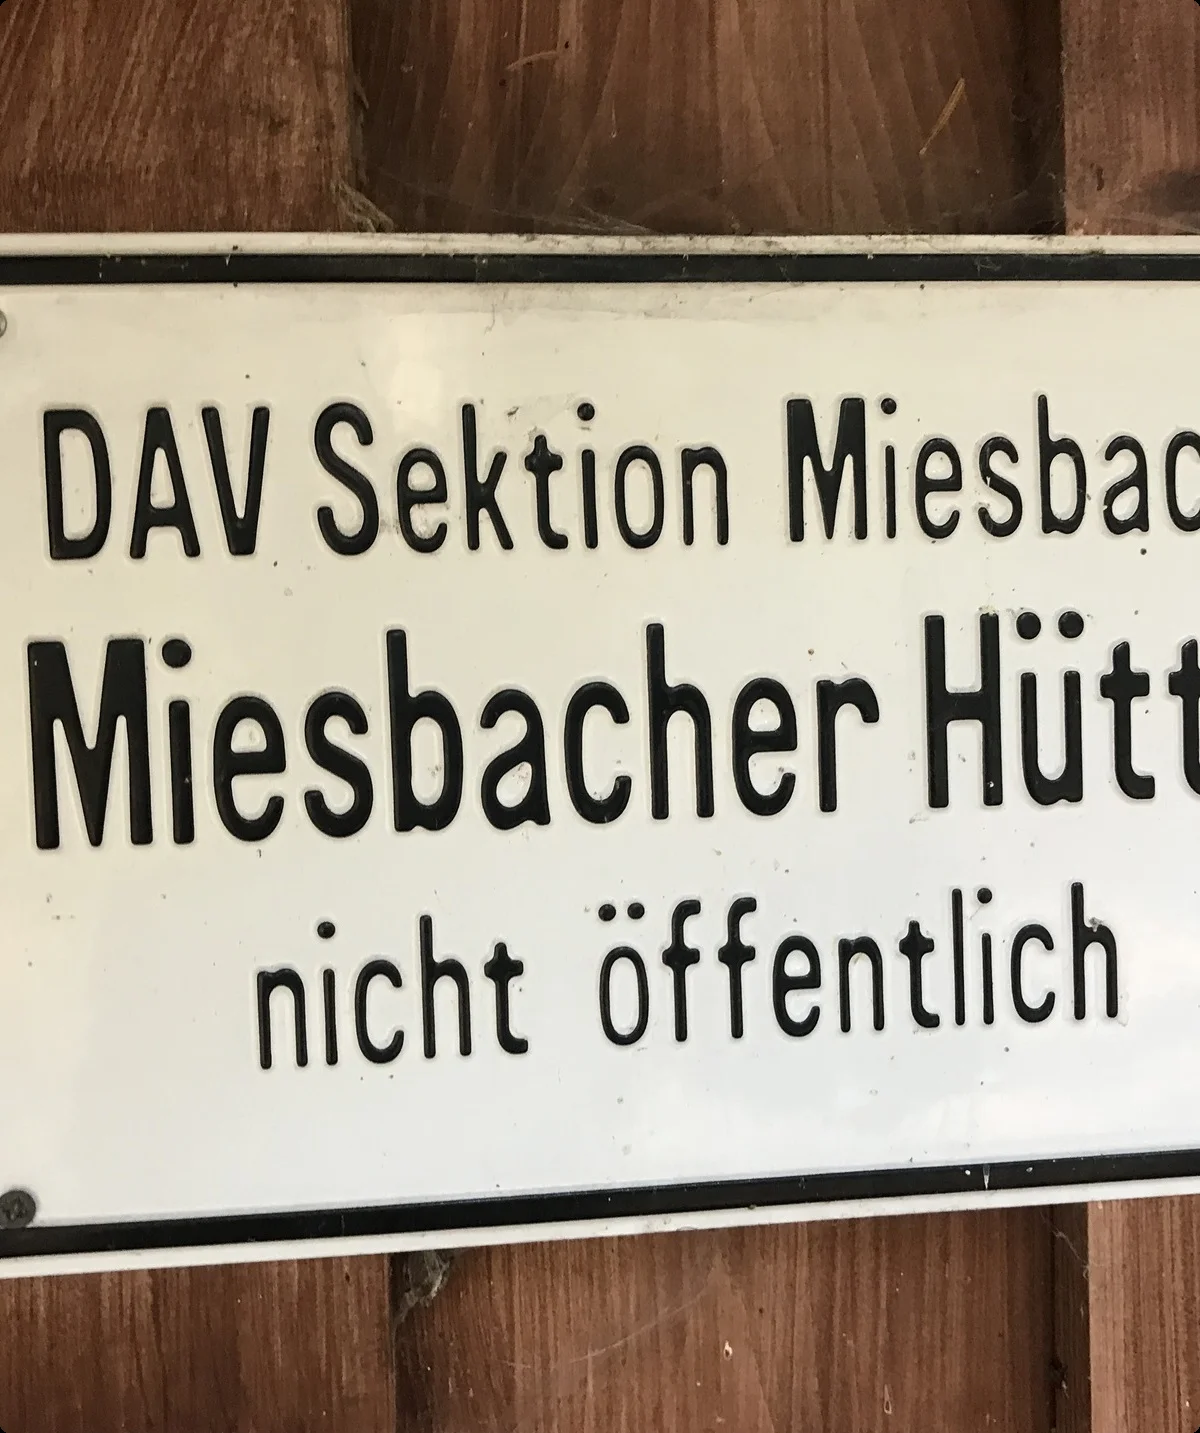 DAV Sektion Miesbac
Miesbacher Hütt
nicht öffentlich